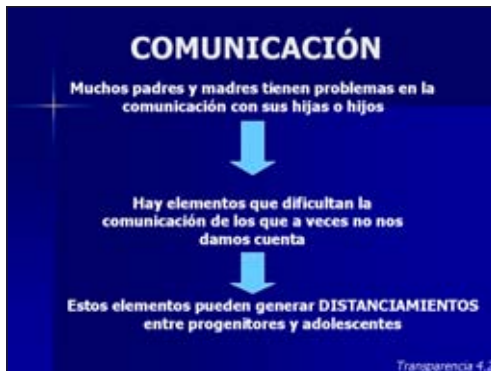 COMUNICACIÓN
Muchos padres y madres tienen problemas en la
comunicación con sus hijas o hijos
Hay elementos que dificultan la
comunicación de los que a veces no nos
damos cuenta
Estos elementos pueden generar DISTANCIAMIENTOS
entre progenitores y adolescentes
Transparencia 4.2